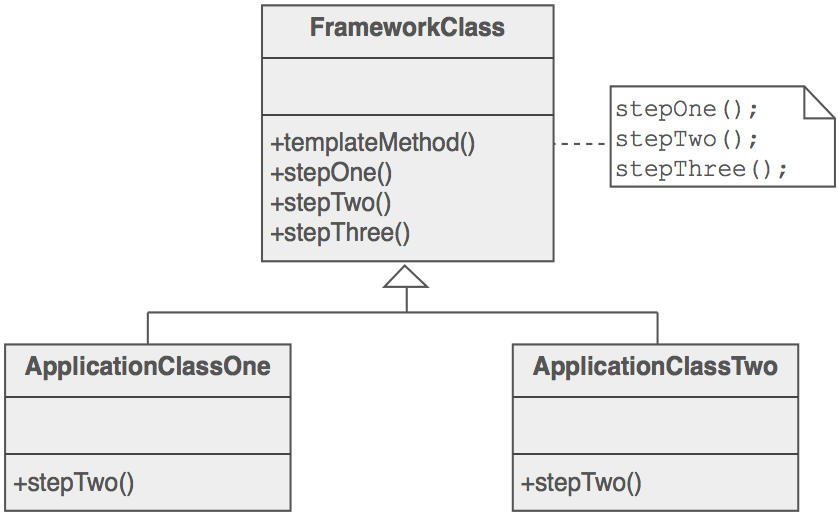 FrameworkClass
+templateMethod()
+stepOne()
+stepTwo()
+stepThree()
stepOne();
stepTwo();
stepThree();
ApplicationClassOne
+stepTwo()
ApplicationClassTwo
+stepTwo()